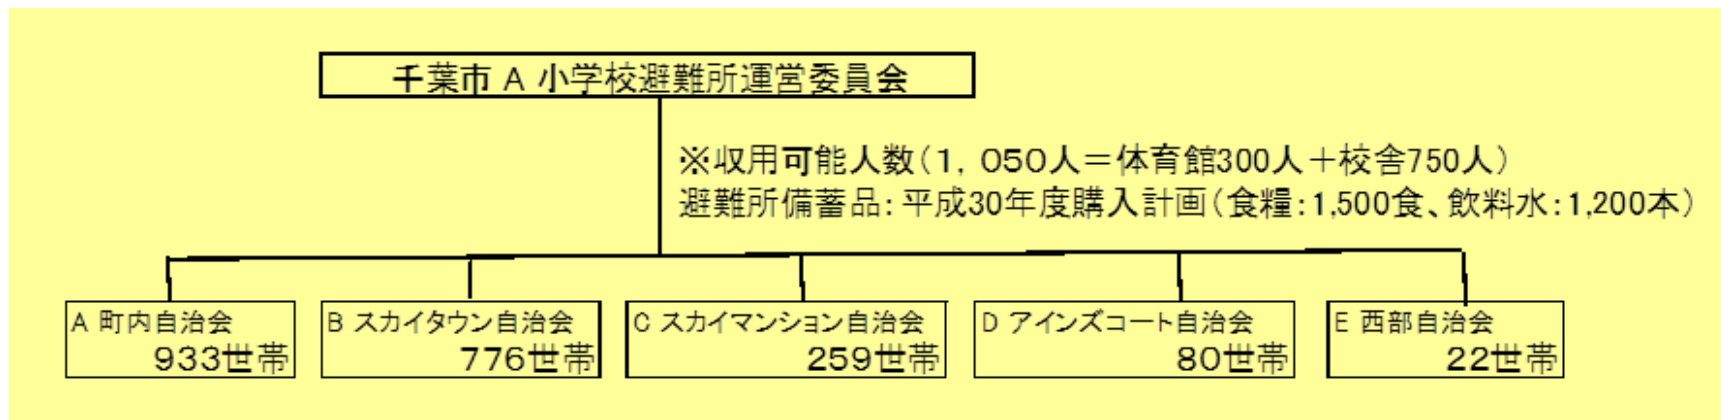 千葉市 A 小学校避難所運営委員会
※収用可能人数(1，050人＝体育館300人＋校舎750人)
避難所備蓄品:平成30年度購入計画(食糧:1,500食、飲料水:1,200本)
A 町内自治会
933世帯
B スカイタウン自治会
776世帯
C スカイマンション自治会
259世帯
D アインズコート自治会
80世帯
E 西部自治会
22世帯